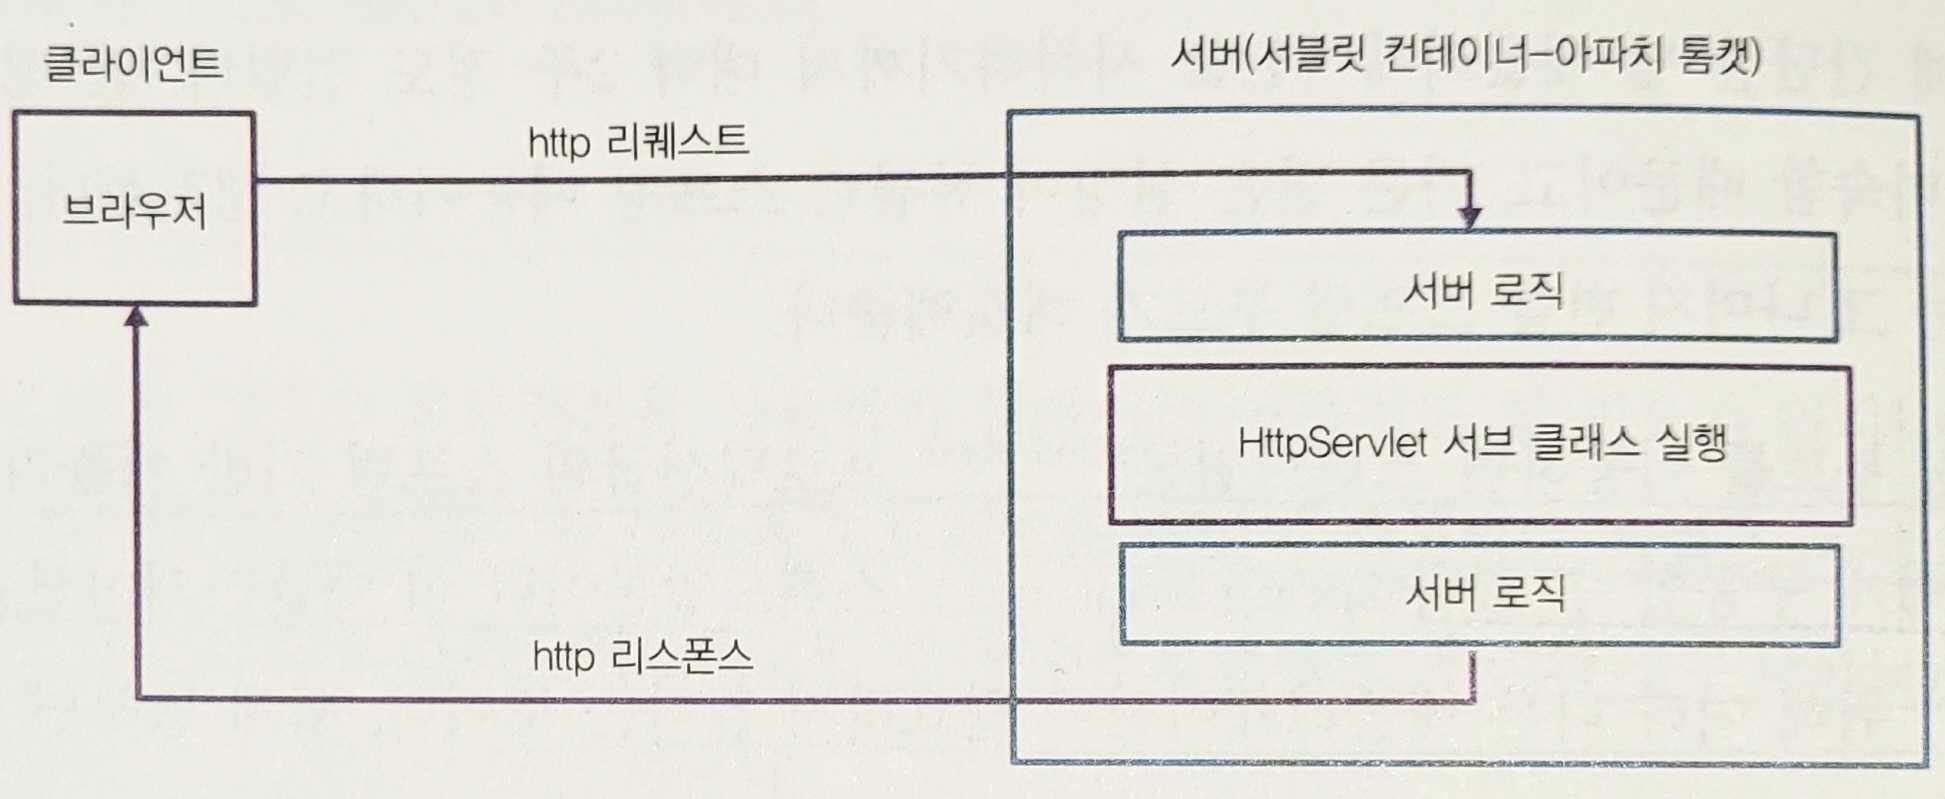 클라이언트
서버(서블릿 컨테이너-아파치 톰캣)
브라우저
http 리퀘스트
서버 로직
HttpServlet 서브 클래스 실행
서버 로직
http 리스폰스